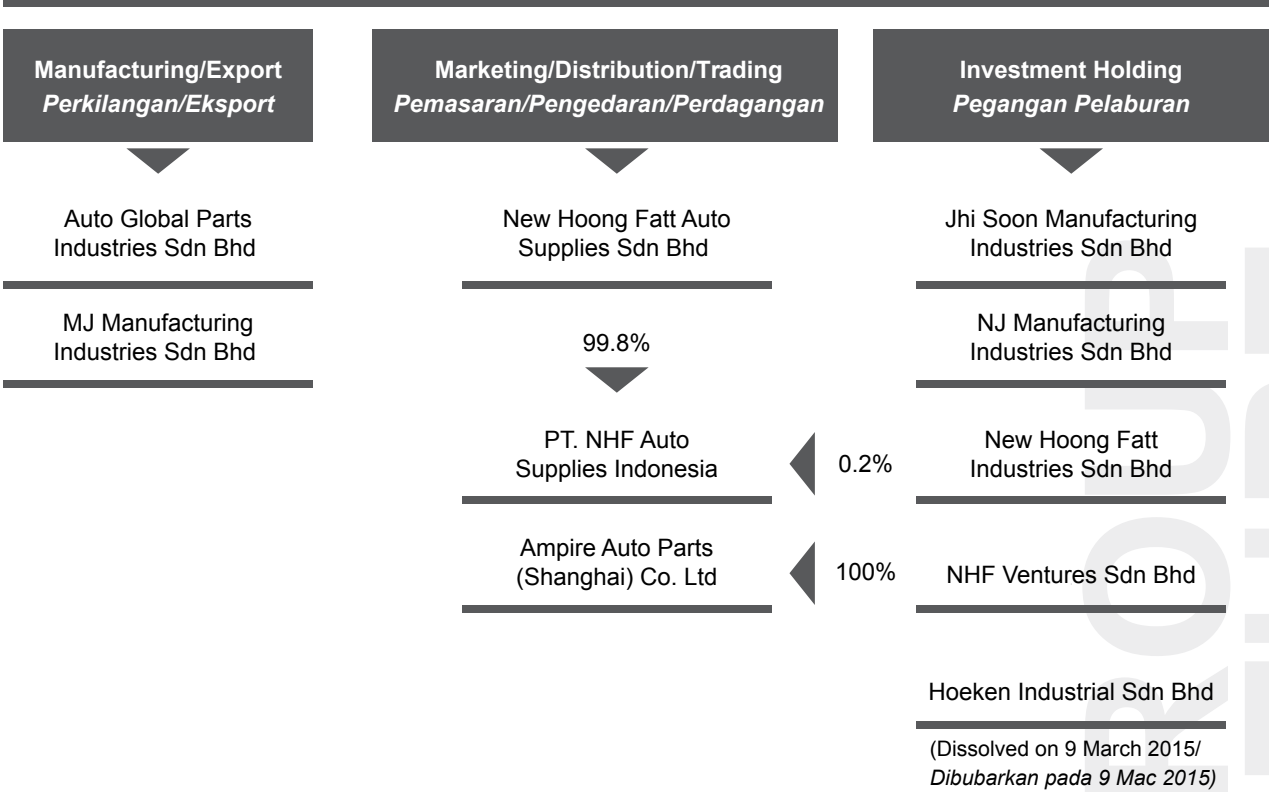 Manufacturing/Export
Perkilangan/Eksport
Auto Global Parts
Industries Sdn Bhd
MJ Manufacturing
Industries Sdn Bhd
Marketing/Distribution/Trading
Pemasaran/Pengedaran/Perdagangan
New Hoong Fatt Auto
Supplies Sdn Bhd
99.8%
PT. NHF Auto
Supplies Indonesia
0.2%
Ampire Auto Parts
(Shanghai) Co. Ltd
100%
Investment Holding
Pegangan Pelaburan
Jhi Soon Manufacturing
Industries Sdn Bhd
NJ Manufacturing
Industries Sdn Bhd
New Hoong Fatt
Industries Sdn Bhd
NHF Ventures Sdn Bhd
Hoeken Industrial Sdn Bhd
(Dissolved on 9 March 2015/
Dibubarkan pada 9 Mac 2015)